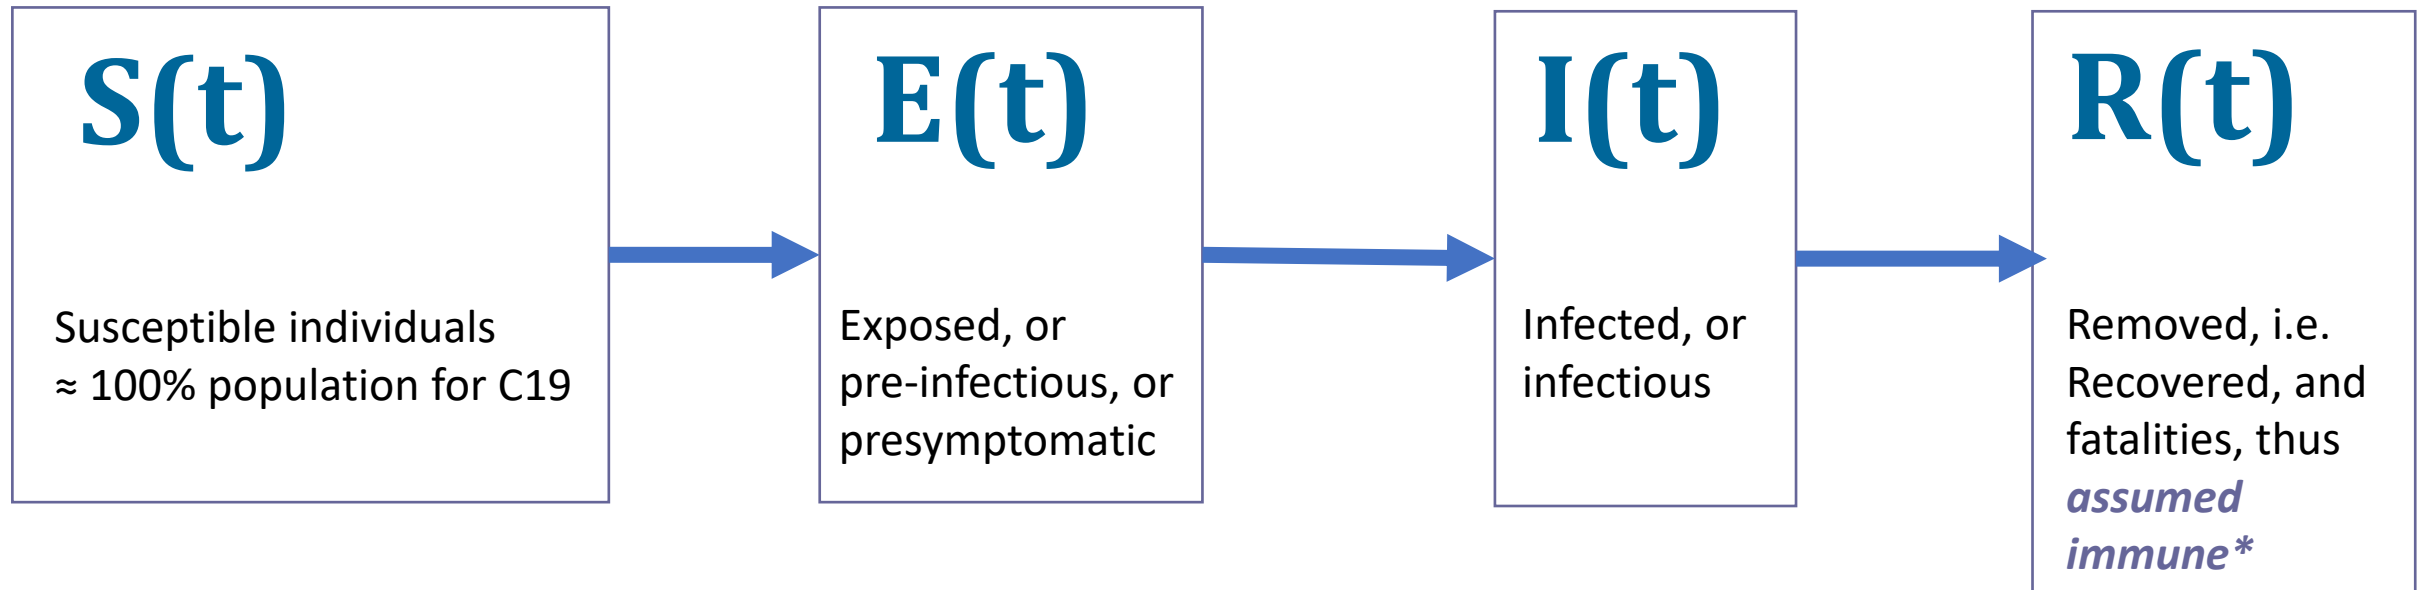 S(t)
Susceptible individuals
≈ 100% population for C19
E(t)
Exposed, or
pre-infectious, or
presymptomatic
I(t)
Infected, or
infectious
R(t)
Removed, i.e.
Recovered, and
fatalities, thus
assumed
immune*